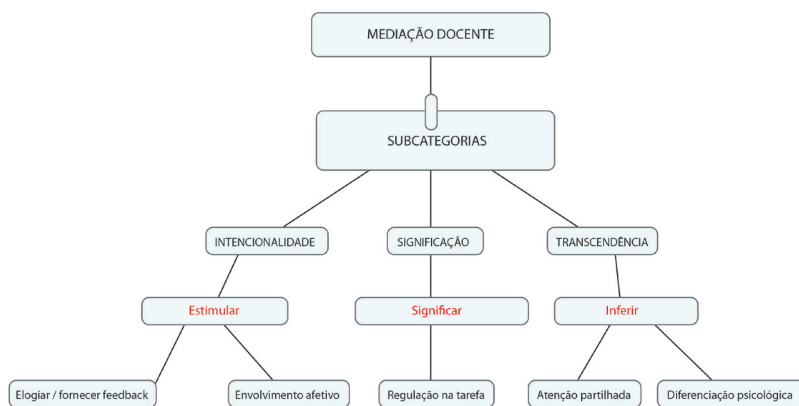 MEDIAÇÃO DOCENTE
SUBCATEGORIAS
INTENCIONALIDADE
SIGNIFICAÇÃO
TRANSCENDÊNCIA
Estimular
Significar
Inferir
Elogiar / fornecer feedback
Envolvimento afetivo
Regulação na tarefa
Atenção partilhada
Diferenciação psicológica